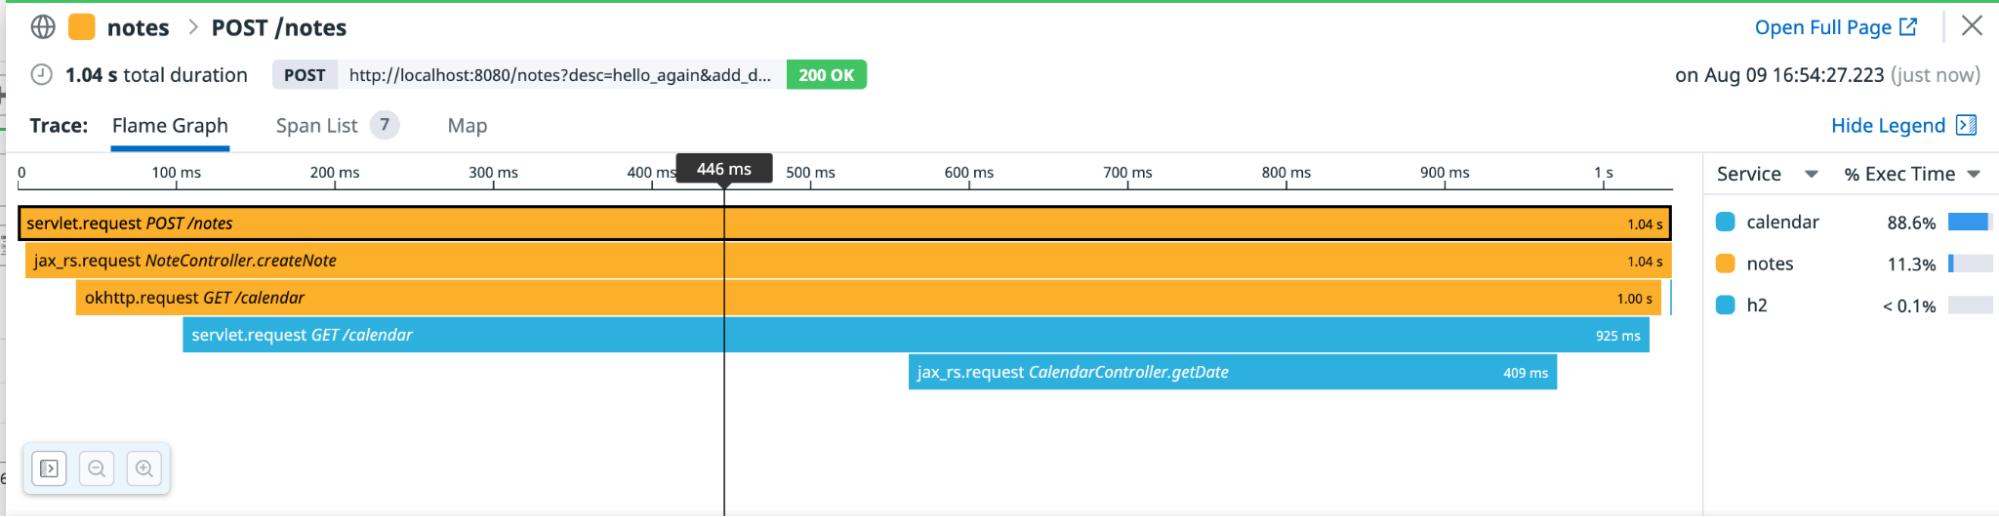 notes > POST /notes
Open Full Page
1.04 s total duration POST http://localhost:8080/notes?desc=hello_again&add_d... 200 OK
on Aug 09 16:54:27.223 (just now)
Trace: Flame Graph Span List 7 Map
Hide Legend
0 100 ms 200 ms 300 ms 400 ms 446 ms 500 ms 600 ms 700 ms 800 ms 900 ms 1 s
Service % Exec Time
servlet.request POST /notes 1.04 s
jax_rs.request NoteController.createNote 1.04 s
okhttp.request GET /calendar 1.00 s
servlet.request GET /calendar 925 ms
jax_rs.request CalendarController.getDate 409 ms
calendar 88.6%
notes 11.3%
h2 < 0.1%